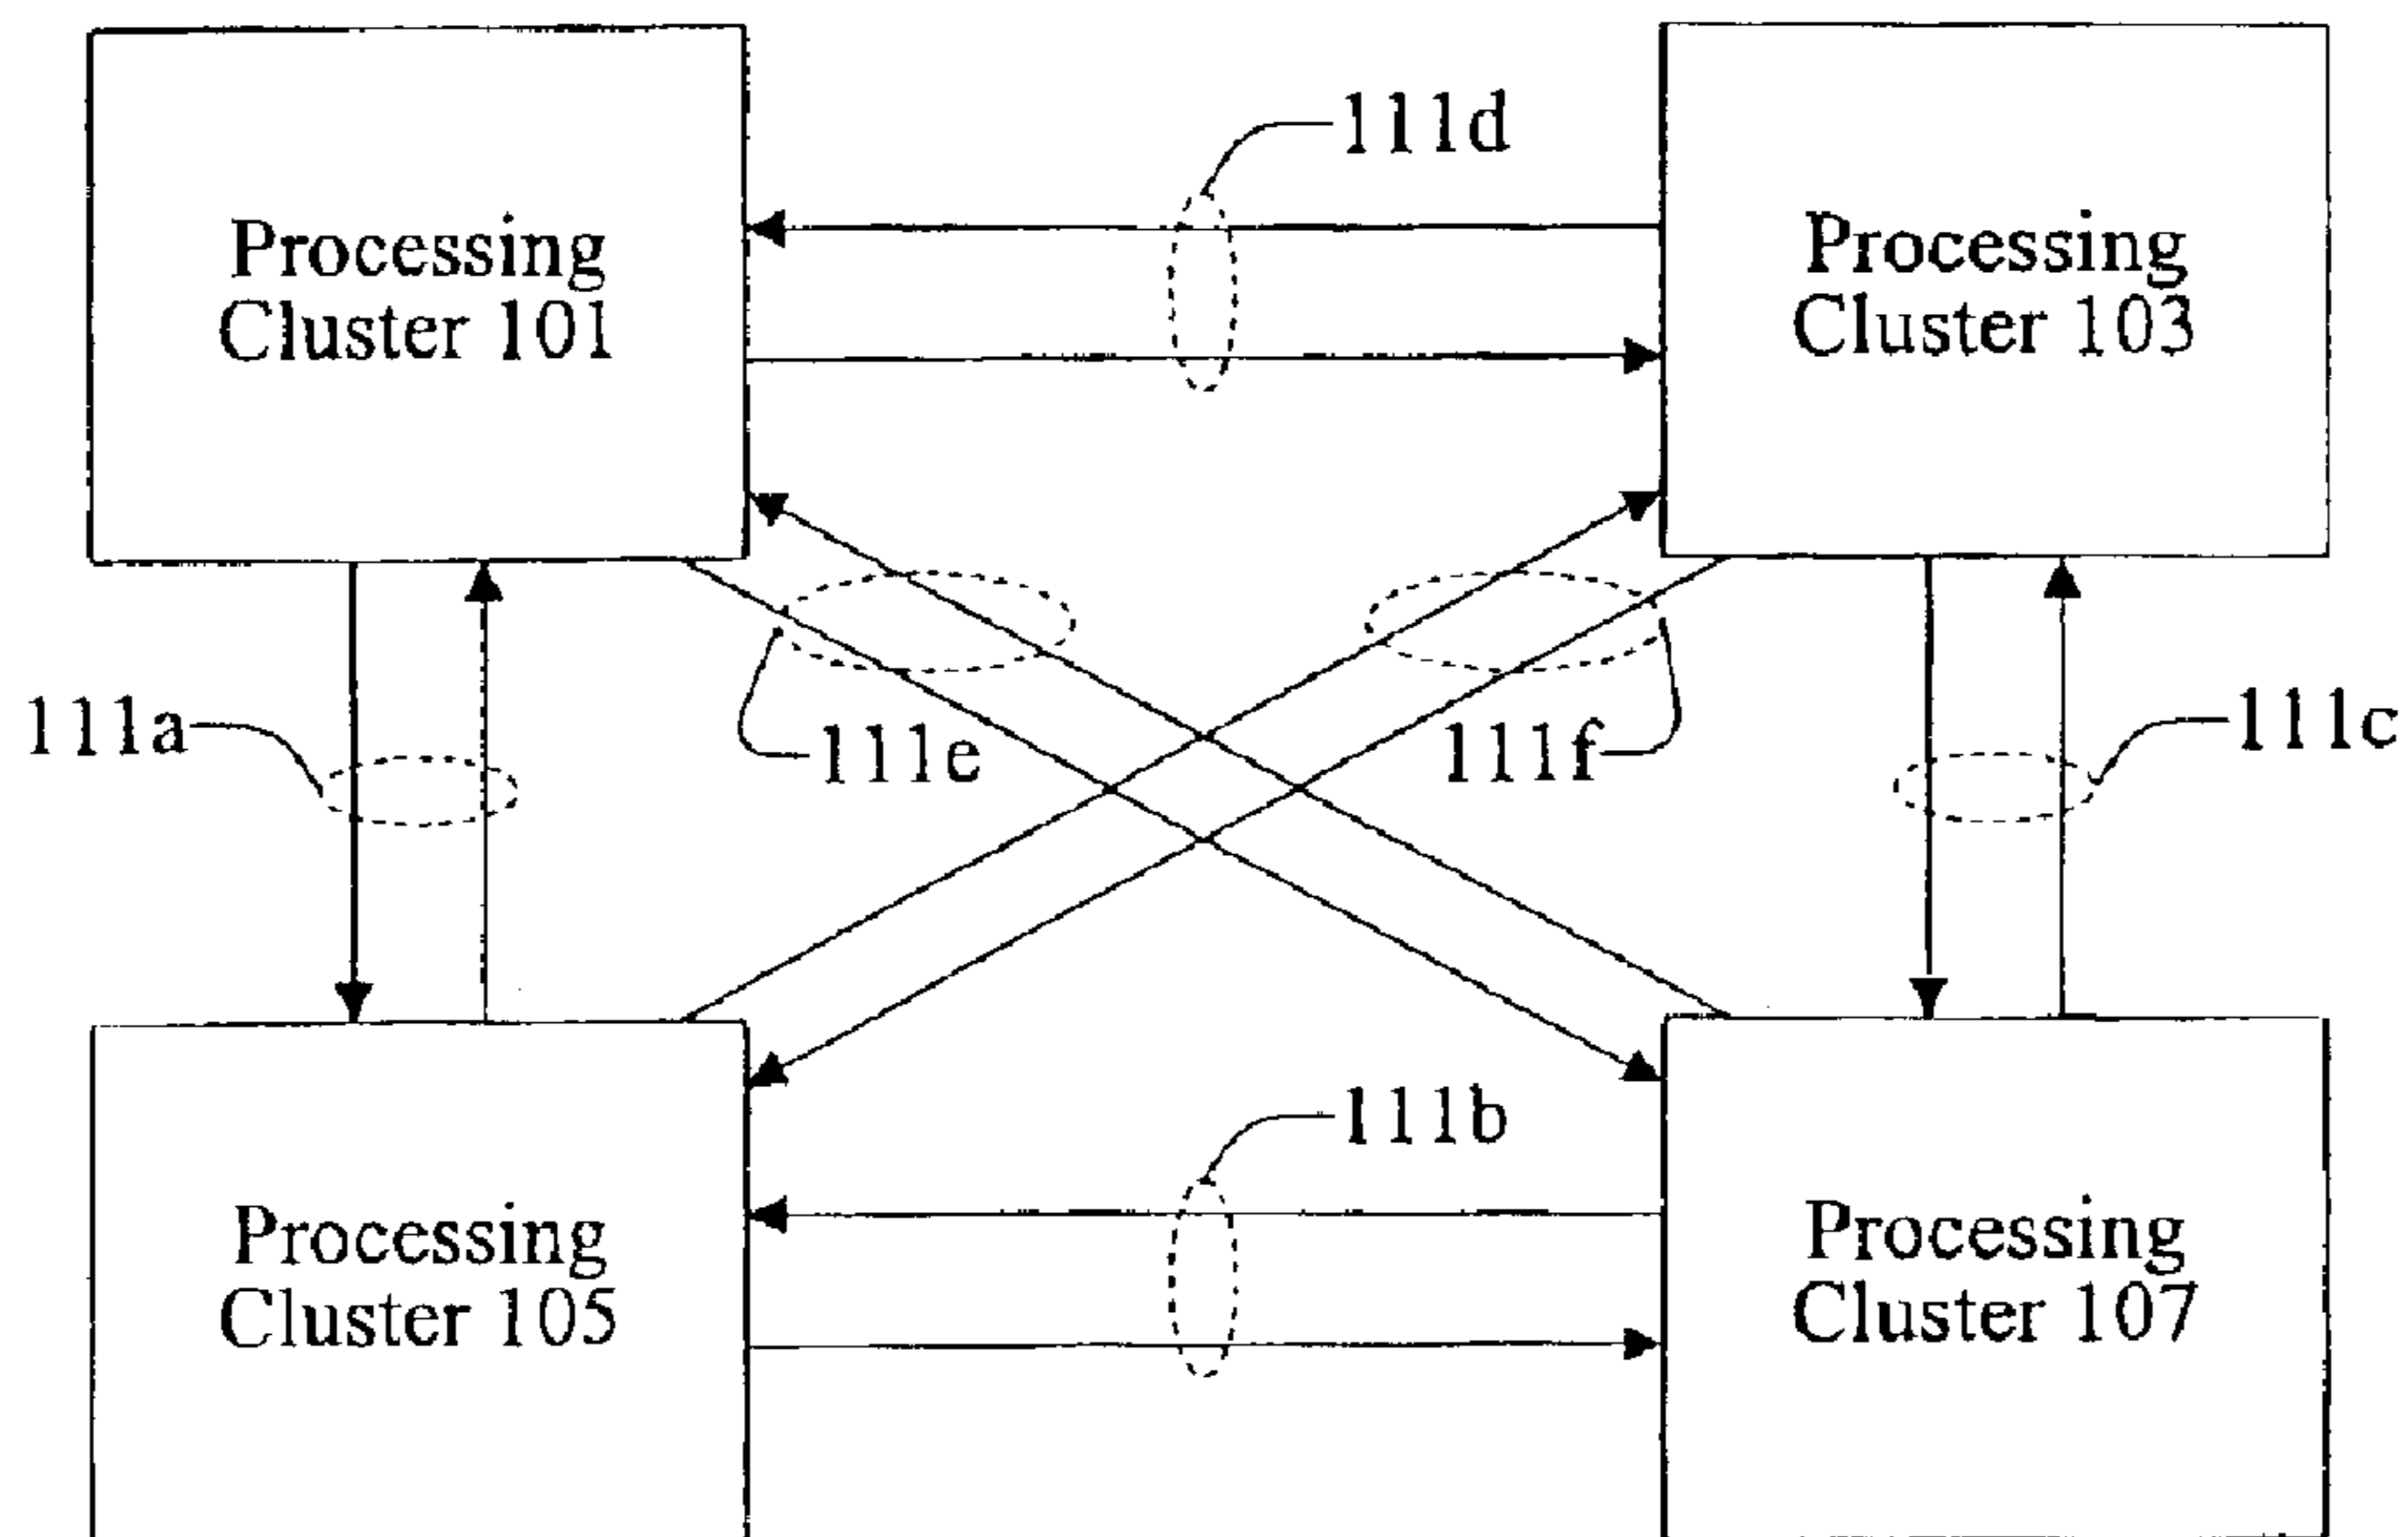 111d
Processing
Cluster 101
Processing
Cluster 103
111a
111e
111f
111c
111b
Processing
Cluster 105
Processing
Cluster 107